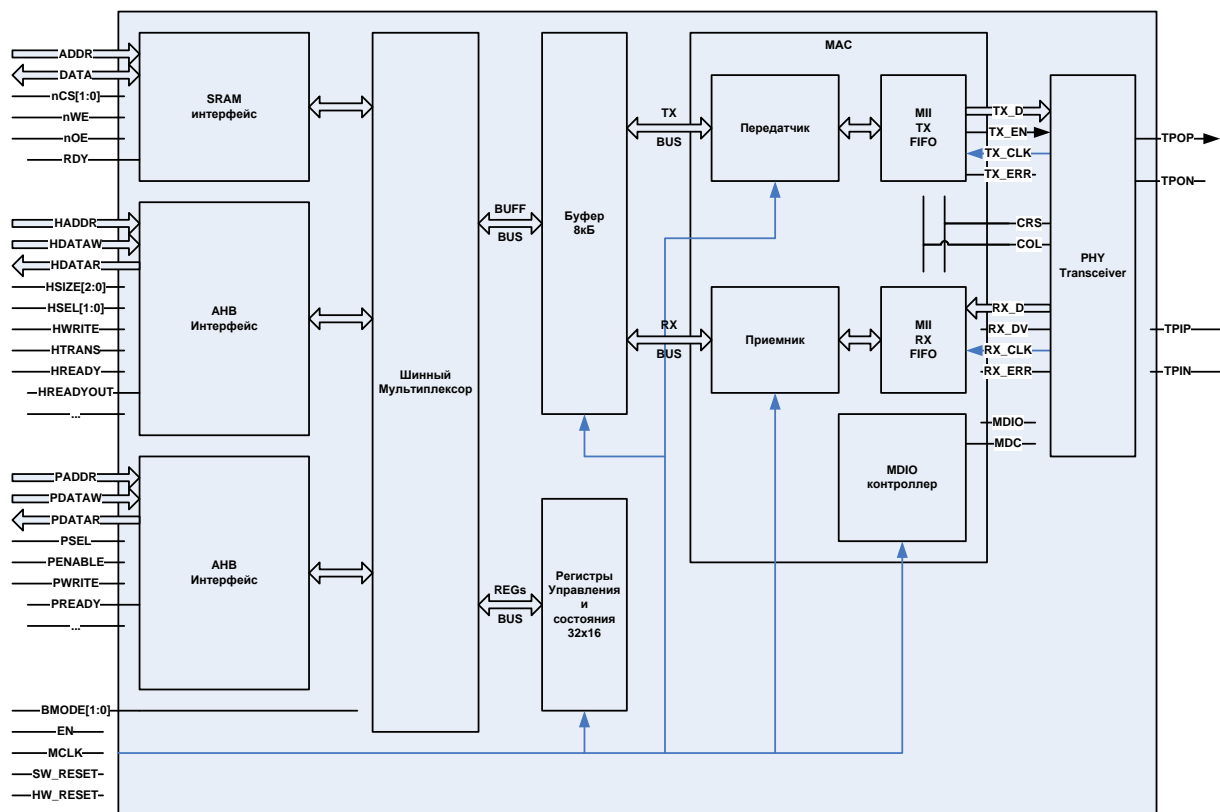 ADDR
DATA
nCS[1:0]
nWE
nOE
RDY
SRAM
интерфейс
HADDR
HDATAW
HDATAR
HSIZE[2:0]
HSEL[1:0]
HWRITE
HTRANS
HREADY
HREADYOUT
...
AHB
Интерфейс
PADDR
PDATAW
PDATAR
PSEL
PENABLE
PWRITE
PREADY
...
AHB
Интерфейс
BMODE[1:0]
EN
MCLK
SW_RESET
HW_RESET
Шинный
Мультиплексор
BUFF
BUS
REGs
BUS
Буфер
8кБ
Регистры
Управления
и
состояния
32x16
TX
BUS
RX
BUS
MAC
Передатчик
MII
TX
FIFO
Приемник
MII
RX
FIFO
MDIO
контроллер
TX_D
TX_EN
TX_CLK
TX_ERR
CRS
COL
RX_D
RX_DV
RX_CLK
RX_ERR
MDIO
MDC
PHY
Transceiver
TPOP
TPON
TPIP
TPIN